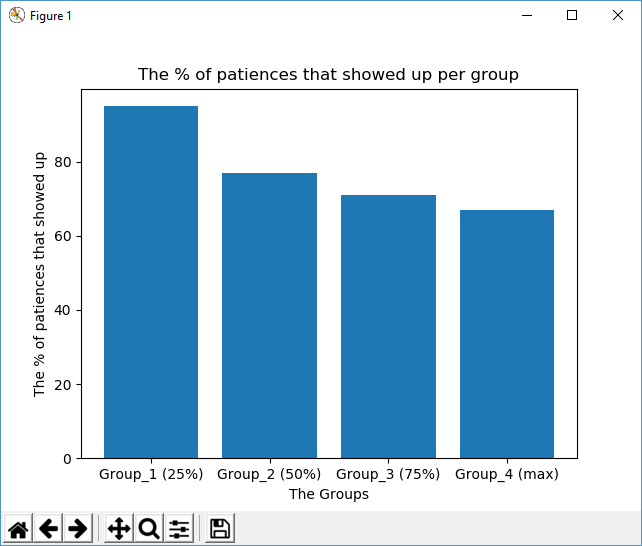 Figure 1
The % of patiences that showed up per group
The % of patiences that showed up
80
60
40
20
0
Group_1 (25%) Group_2 (50%) Group_3 (75%) Group_4 (max)
The Groups